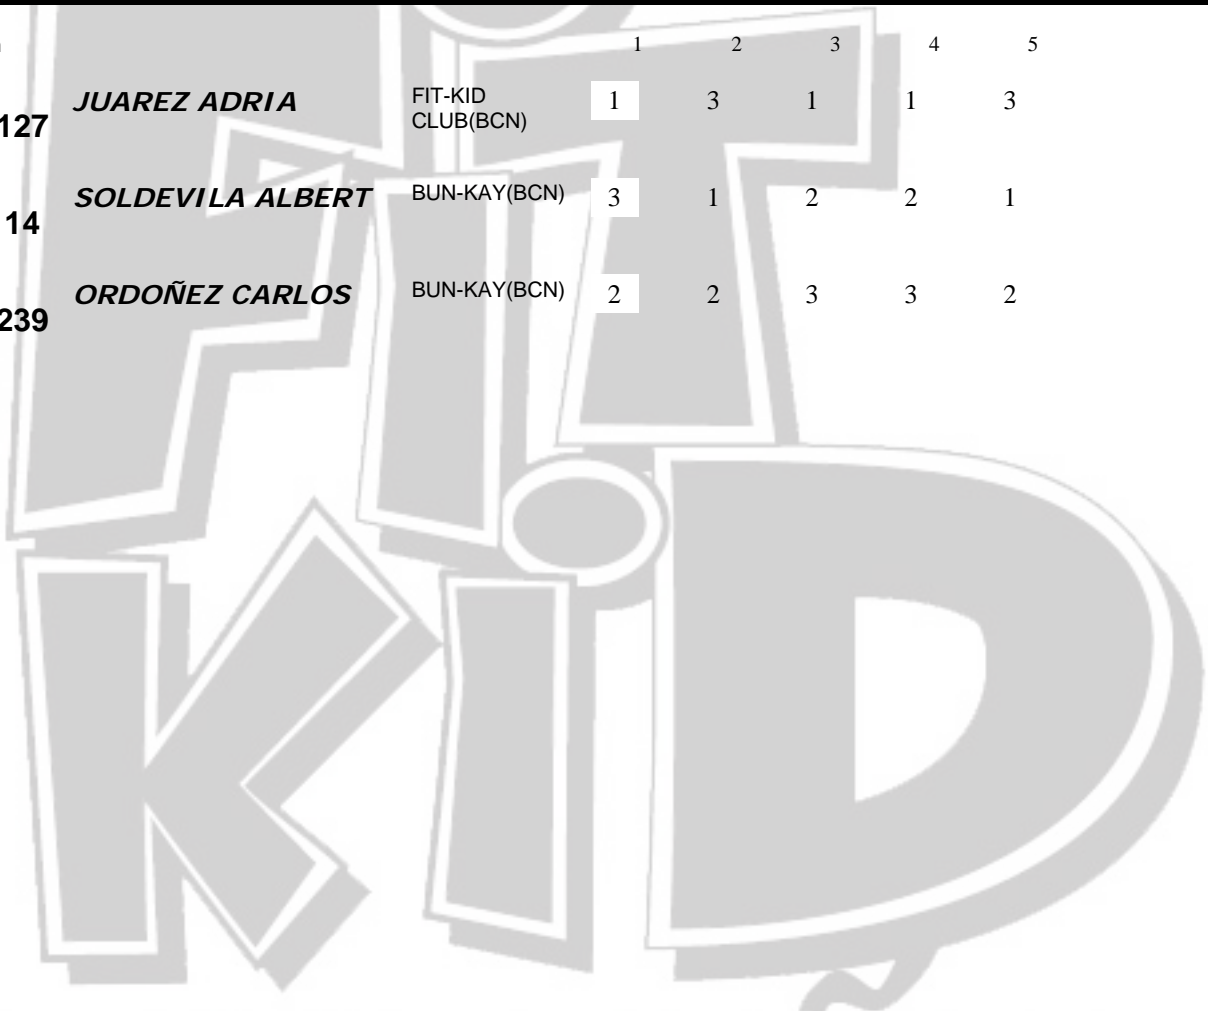 1 2 3 4 5
JUAREZ ADRIA FIT-KID 1 3 1 1 3
127 CLUB(BCN)
SOLDEVILA ALBERT BUN-KAY(BCN) 3 1 2 2 1
14
ORDOÑEZ CARLOS BUN-KAY(BCN) 2 2 3 3 2
239
FIT
KiD